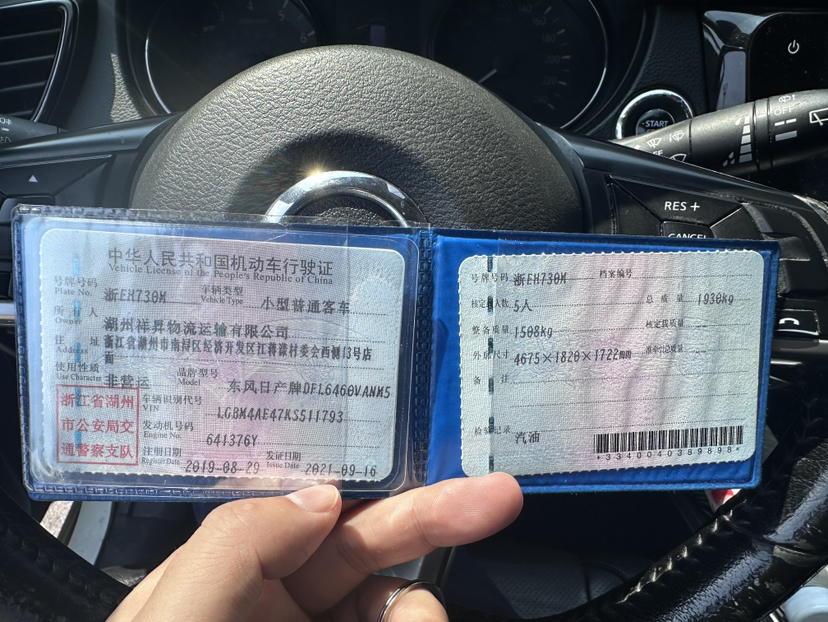 START
OFF
RES +
CANCEL
中华人民共和国机动车行驶证
Vehicle License of the People's Republic of China
号牌号码 浙EH730M 车辆类型 小型普通客车
Plate No. Vehicle Type
所有人 湖州祥昇物流运输有限公司
Owner
住址 浙江省湖州市南浔区经济开发区江蒋漾村委会西侧13号店面
Address
使用性质 非营运 品牌型号 东风日产牌DFL6460VANM5
Use Character Model
浙江省湖州
市公安局交
通警察支队
车辆识别代号 LGBM4AE47KS511793
VIN
发动机号码 641376Y
Engine No.
注册日期 2019-08-29 发证日期 2021-09-16
Register Date Issue Date
号牌号码 浙EH730M 档案编号
核定载人数 5人 总质量 1930kg
整备质量 1508kg 核定载质量
外廓尺寸 4675×1820×1722mm 准牵引总质量
备注
检验记录 汽油
*3340040389898*